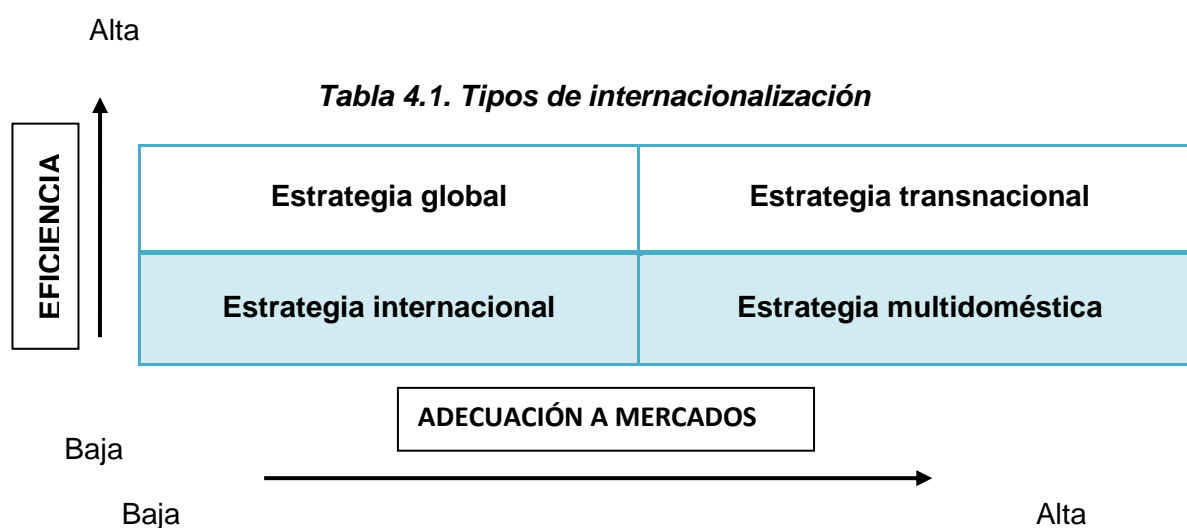 Alta
Tabla 4.1. Tipos de internacionalización
EFICIENCIA
Estrategia global
Estrategia transnacional
Estrategia internacional
Estrategia multidoméstica
ADECUACIÓN A MERCADOS
Baja
Baja
Alta